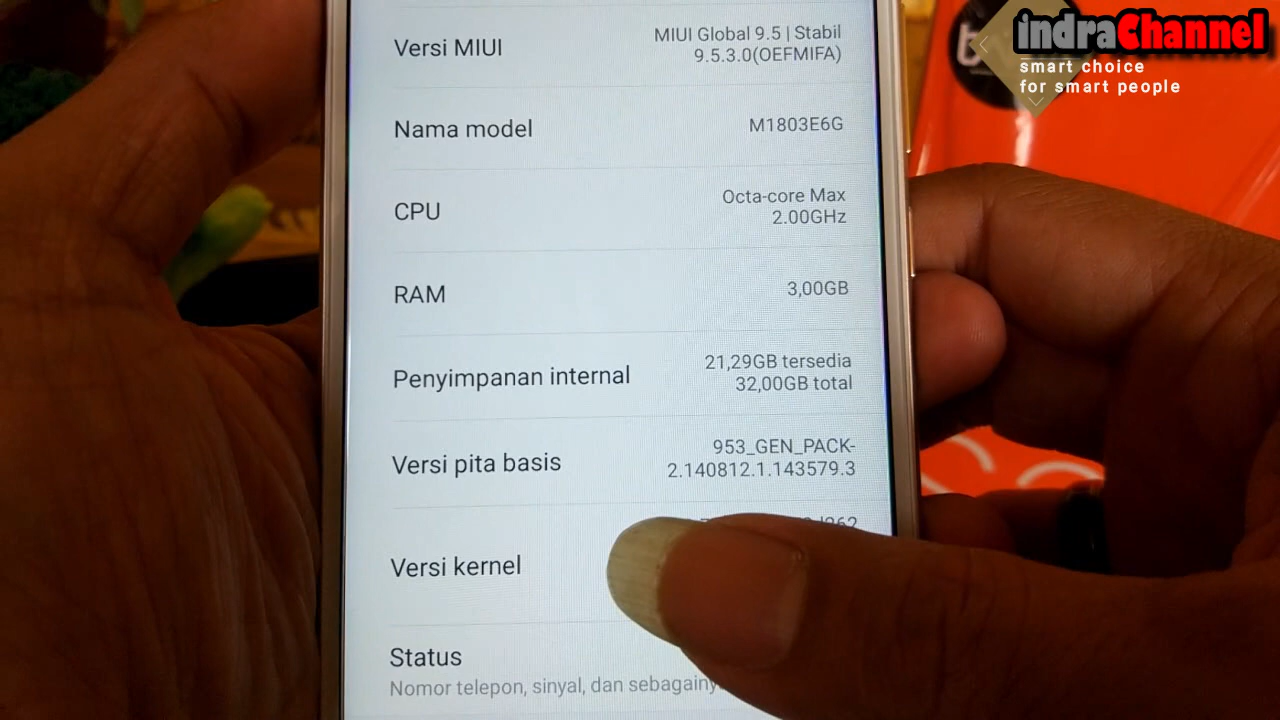 indraChannel
smart choice
for smart people
Versi MIUI
MIUI Global 9.5 | Stabil
9.5.3.0(OEFMIFA)
Nama model
M1803E6G
CPU
Octa-core Max
2.00GHz
RAM
3,00GB
Penyimpanan internal
21,29GB tersedia
32,00GB total
Versi pita basis
953_GEN_PACK-
2.140812.1.143579.3
Versi kernel
Status
Nomor telepon, sinyal, dan